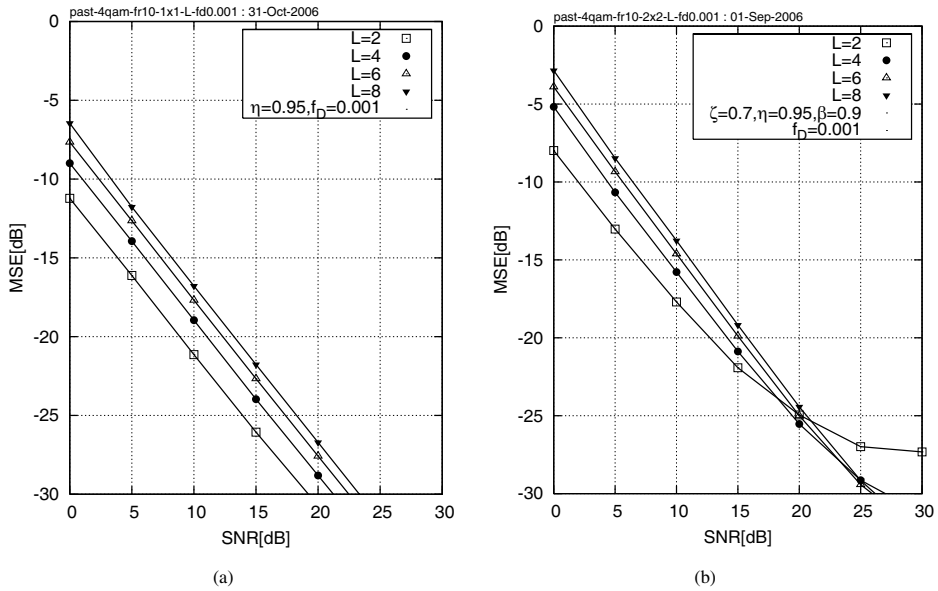 past-4qam-fr10-1x1-L-fd0.001 : 31-Oct-2006
L=2
L=4
L=6
L=8
η=0.95,fD=0.001
0
-5
-10
-15
-20
-25
-30
MSE[dB]
0 5 10 15 20 25 30
SNR[dB]
(a)
past-4qam-fr10-2x2-L-fd0.001 : 01-Sep-2006
L=2
L=4
L=6
L=8
ζ=0.7,η=0.95,β=0.9
fD=0.001
0
-5
-10
-15
-20
-25
-30
MSE[dB]
0 5 10 15 20 25 30
SNR[dB]
(b)